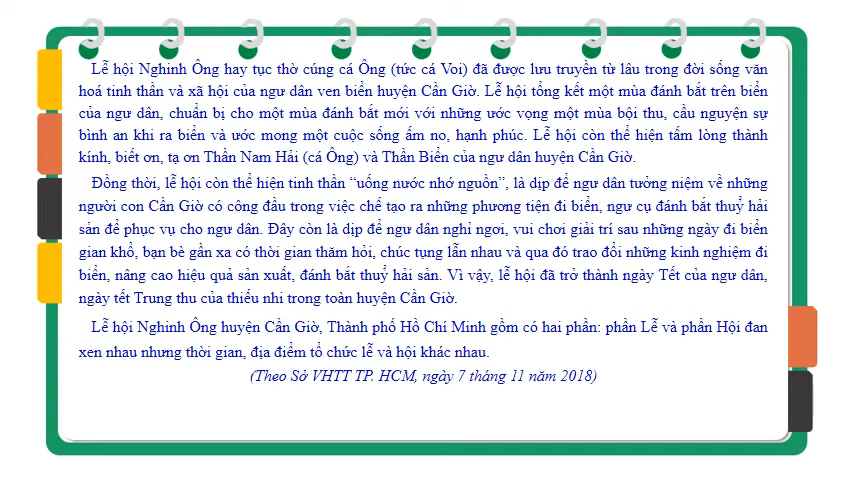 Lễ hội Nghinh Ông hay tục thờ cúng cá Ông (tức cá Voi) đã được lưu truyền từ lâu trong đời sống văn
hoá tinh thần và xã hội của ngư dân ven biển huyện Cần Giờ. Lễ hội tổng kết một mùa đánh bắt trên biển
của ngư dân, chuẩn bị cho một mùa đánh bắt mới với những ước vọng một mùa bội thu, cầu nguyện sự
bình an khi ra biển và ước mong một cuộc sống ấm no, hạnh phúc. Lễ hội còn thể hiện tấm lòng thành
kính, biết ơn, tạ ơn Thần Nam Hải (cá Ông) và Thần Biển của ngư dân huyện Cần Giờ.
Đồng thời, lễ hội còn thể hiện tinh thần “uống nước nhớ nguồn”, là dịp để ngư dân tưởng niệm về những
người con Cần Giờ có công đầu trong việc chế tạo ra những phương tiện đi biển, ngư cụ đánh bắt thuỷ hải
sản để phục vụ cho ngư dân. Đây còn là dịp để ngư dân nghỉ ngơi, vui chơi giải trí sau những ngày đi biển
gian khổ, bạn bè gần xa có thời gian thăm hỏi, chúc tụng lẫn nhau và qua đó trao đổi những kinh nghiệm đi
biển, nâng cao hiệu quả sản xuất, đánh bắt thuỷ hải sản. Vì vậy, lễ hội đã trở thành ngày Tết của ngư dân,
ngày tết Trung thu của thiếu nhi trong toàn huyện Cần Giờ.
Lễ hội Nghinh Ông huyện Cần Giờ, Thành phố Hồ Chí Minh gồm có hai phần: phần Lễ và phần Hội đan
xen nhau nhưng thời gian, địa điểm tổ chức lễ và hội khác nhau.
(Theo Sở VHTT TP. HCM, ngày 7 tháng 11 năm 2018)